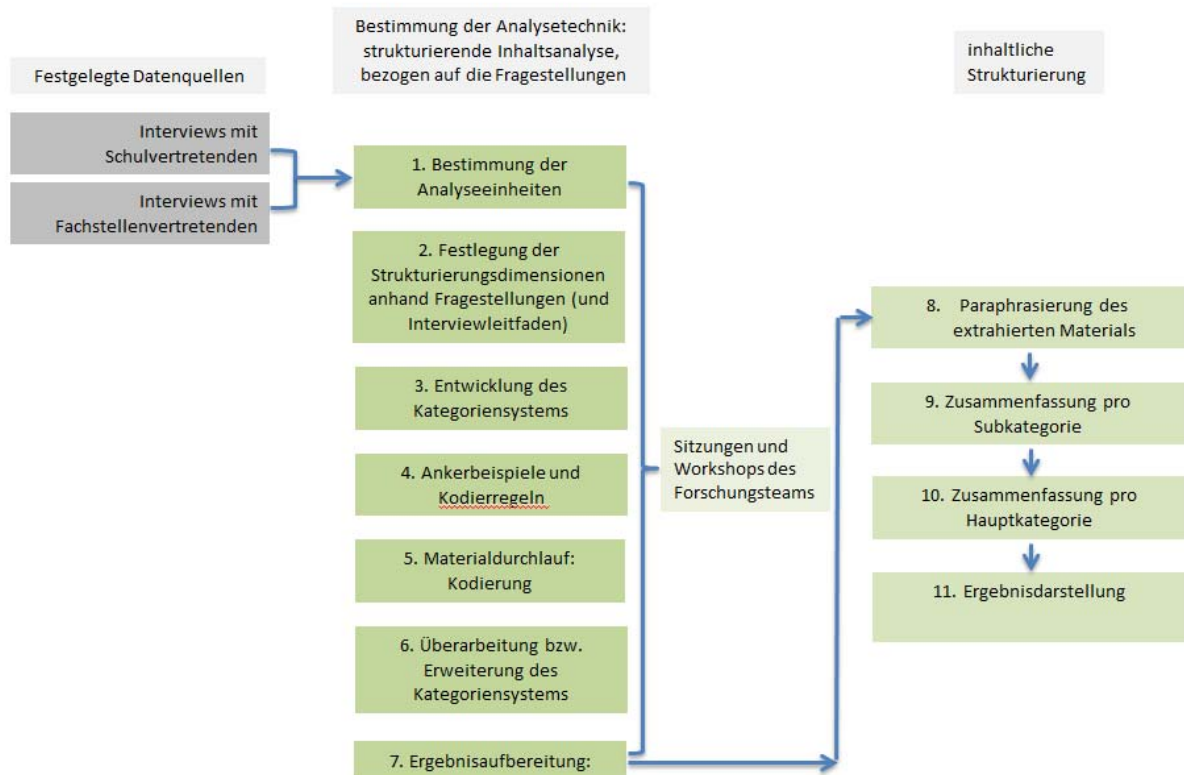 Festgelegte Datenquellen
Interviews mit
Schulvertretenden
Interviews mit
Fachstellenvertretenden
Bestimmung der Analysetechnik:
strukturierende Inhaltsanalyse,
bezogen auf die Fragestellungen
1. Bestimmung der
Analyseeinheiten
2. Festlegung der
Strukturierungsdimensionen
anhand Fragestellungen (und
Interviewleitfaden)
3. Entwicklung des
Kategoriensystems
4. Ankerbeispiele und
Kodierregeln
5. Materialdurchlauf:
Kodierung
6. Überarbeitung bzw.
Erweiterung des
Kategoriensystems
7. Ergebnisaufbereitung:
Sitzungen und
Workshops des
Forschungsteams
inhaltliche
Strukturierung
8. Paraphrasierung des
extrahierten Materials
9. Zusammenfassung pro
Subkategorie
10. Zusammenfassung pro
Hauptkategorie
11. Ergebnisdarstellung